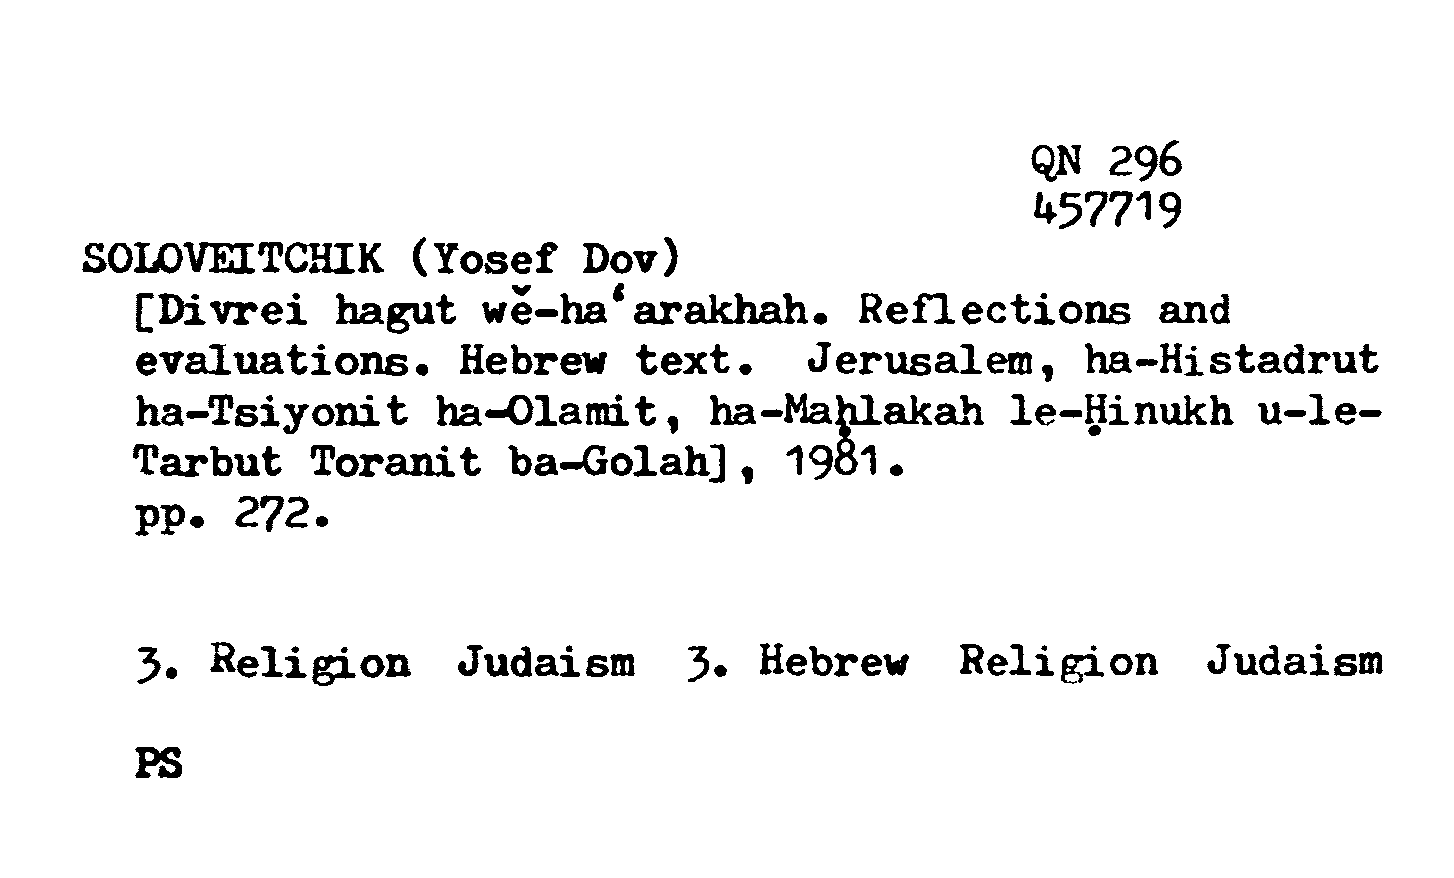 QN 296
457719
SOLOVEITCHIK (Yosef Dov)
[Divrei hagut wě-haʻarakhah. Reflections and
evaluations. Hebrew text. Jerusalem, ha-Histadrut
ha-Tsiyonit ha-Olamit, ha-Maḥlakah le-Ḥinukh u-le-
Tarbut Toranit ba-Golah], 1981.
pp. 272.
3. Religion Judaism 3. Hebrew Religion Judaism
PS